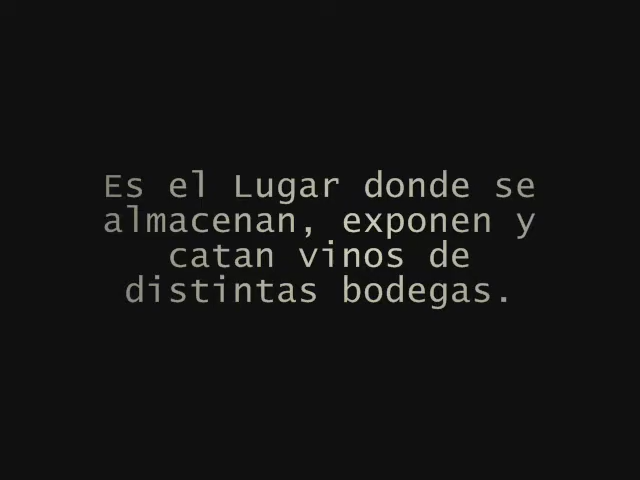 Es el Lugar donde se
almacenan, exponen y
catan vinos de
distintas bodegas.